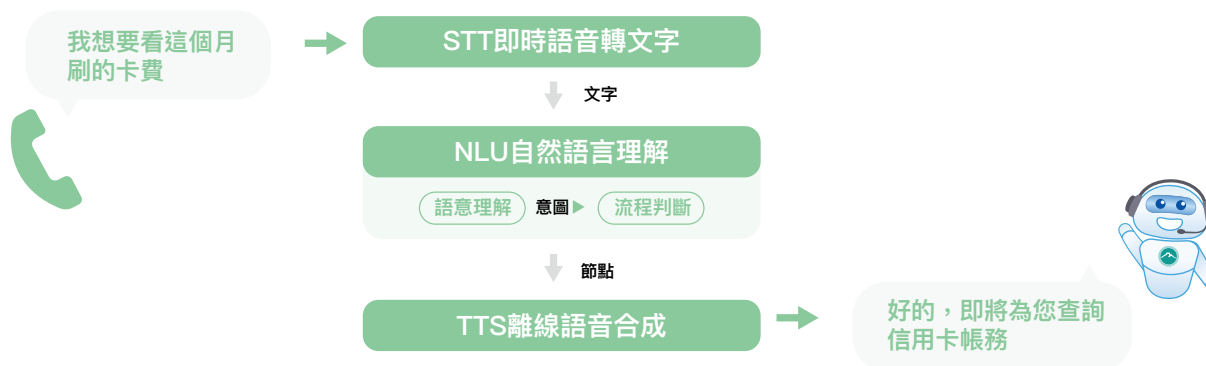 我想要看這個月
刷的卡費
STT即時語音轉文字
文字
NLU自然語言理解
語意理解 意圖 流程判斷
節點
TTS離線語音合成
好的，即將為您查詢
信用卡帳務